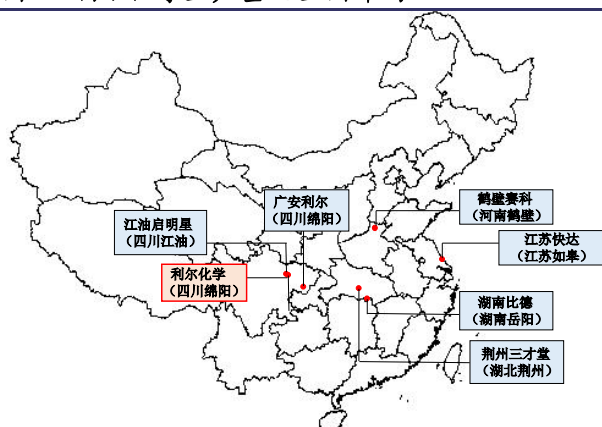 广安利尔
（四川绵阳）
鹤壁赛科
（河南鹤壁）
江油启明星
（四川江油）
江苏快达
（江苏如皋）
利尔化学
（四川绵阳）
湖南比德
（湖南岳阳）
荆州三才堂
（湖北荆州）